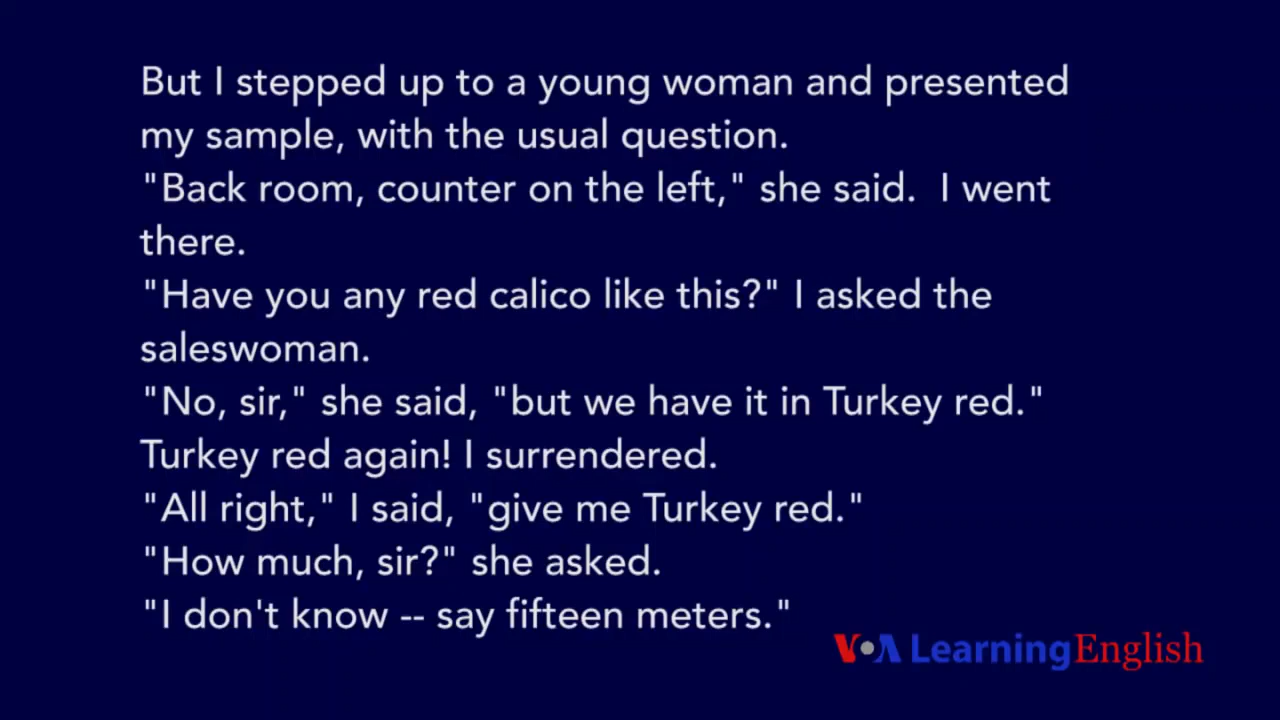 But I stepped up to a young woman and presented
my sample, with the usual question.
"Back room, counter on the left," she said.  I went
there.
"Have you any red calico like this?" I asked the
saleswoman.
"No, sir," she said, "but we have it in Turkey red."
Turkey red again! I surrendered.
"All right," I said, "give me Turkey red."
"How much, sir?" she asked.
"I don't know -- say fifteen meters."
VOA Learning English